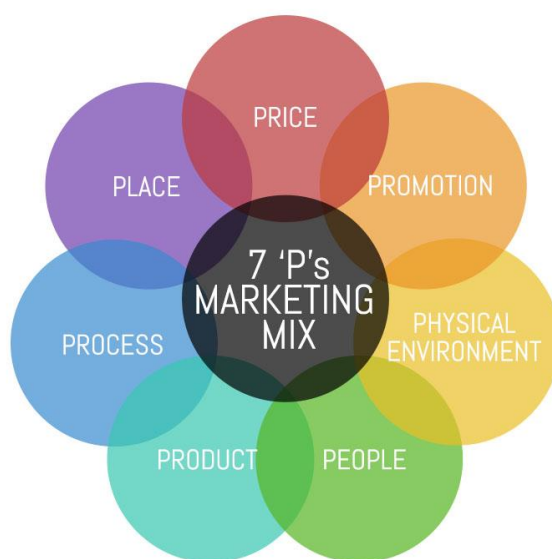 PRICE
PROMOTION
PHYSICAL
ENVIRONMENT
PEOPLE
PRODUCT
PROCESS
PLACE
7 ‘P’s
MARKETING
MIX